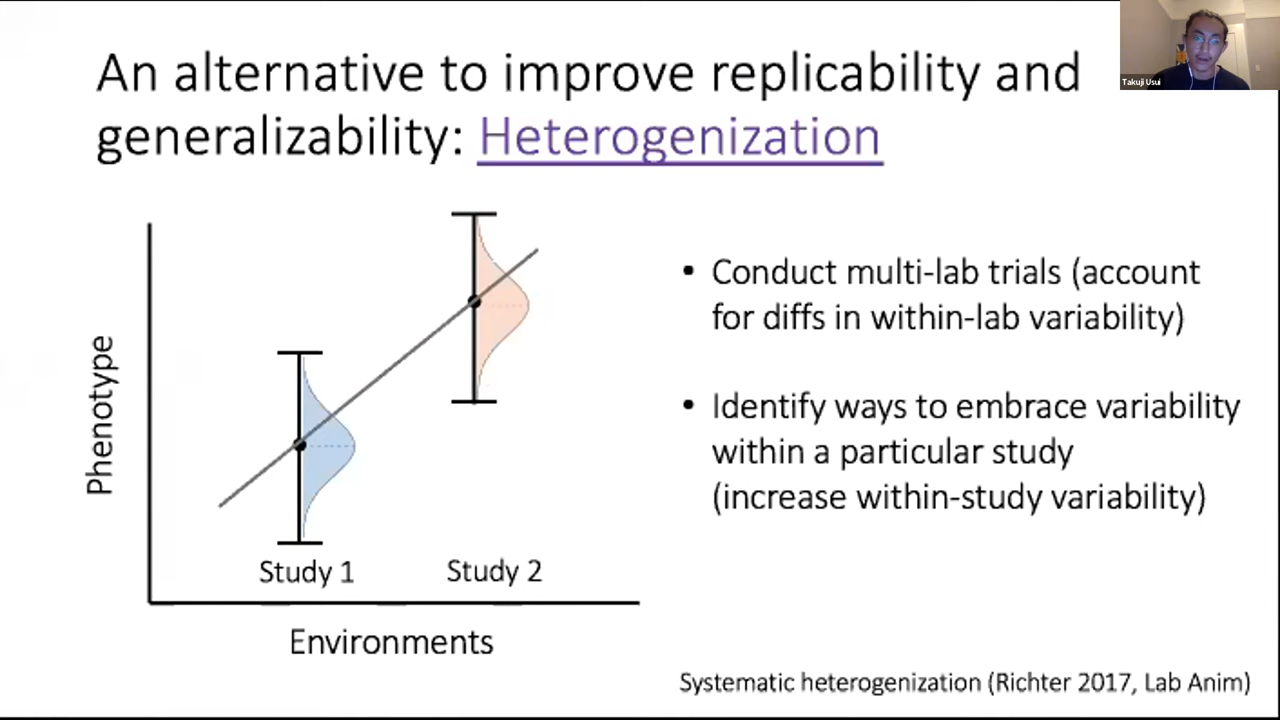 Takuji Usui
An alternative to improve replicability and
generalizability: Heterogenization
Phenotype
Study 1
Study 2
Environments
• Conduct multi-lab trials (account
for diffs in within-lab variability)
• Identify ways to embrace variability
within a particular study
(increase within-study variability)
Systematic heterogenization (Richter 2017, Lab Anim)